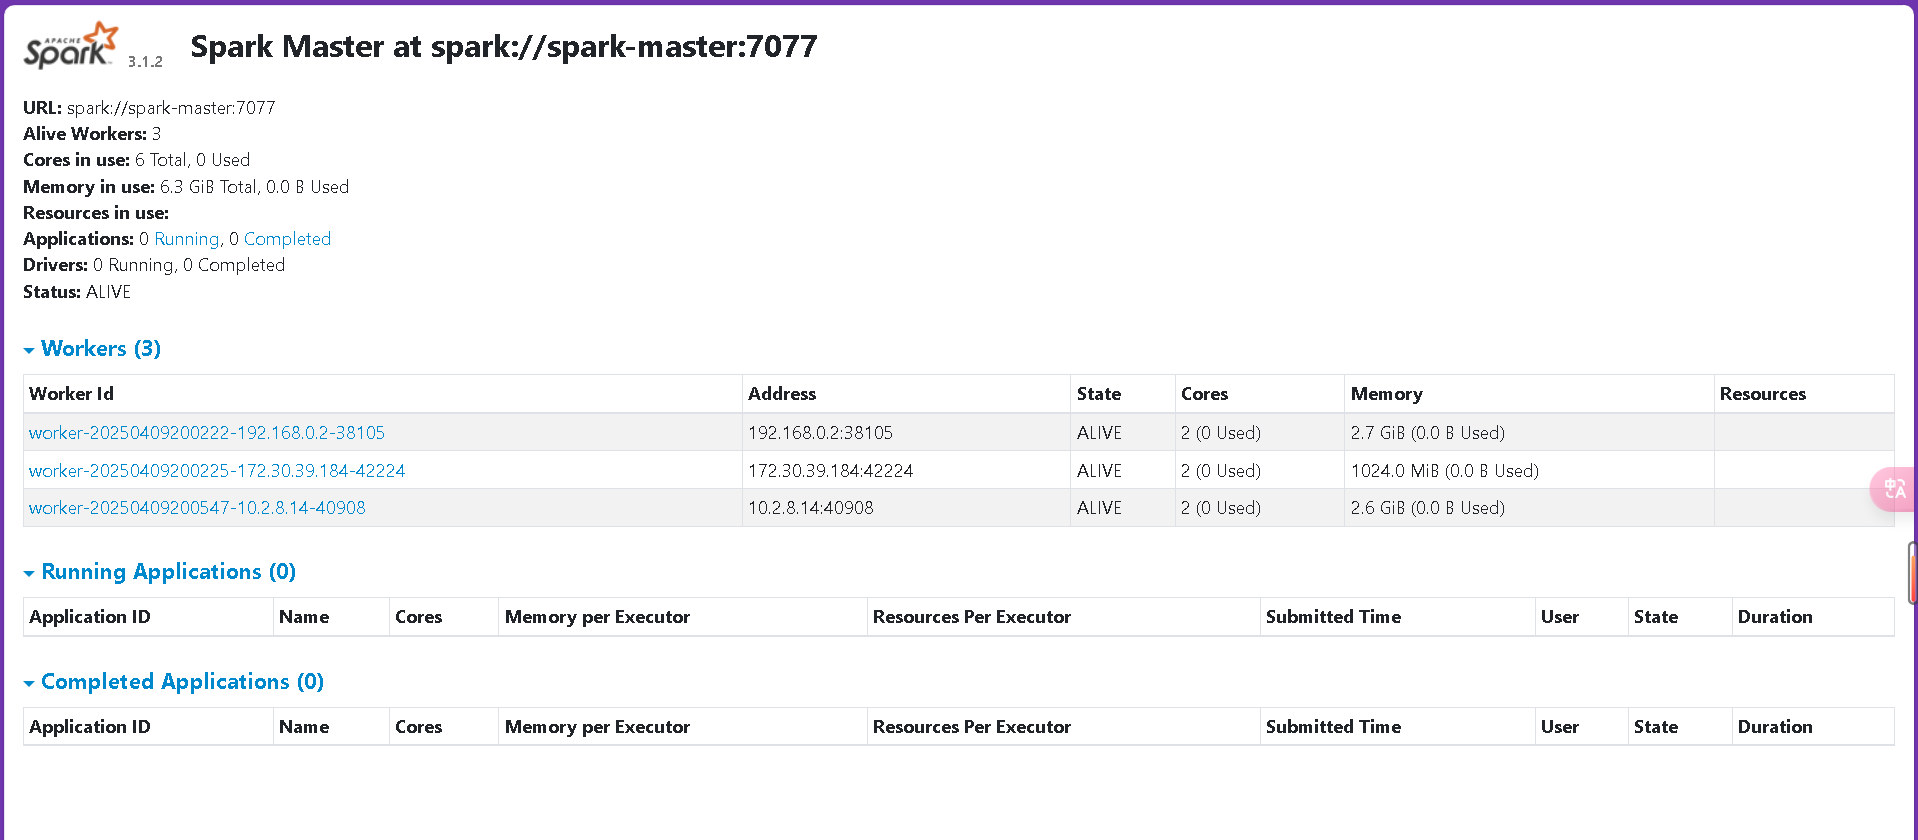 APACHE Spark 3.1.2 Spark Master at spark://spark-master:7077
URL: spark://spark-master:7077
Alive Workers: 3
Cores in use: 6 Total, 0 Used
Memory in use: 6.3 GiB Total, 0.0 B Used
Resources in use:
Applications: 0 Running, 0 Completed
Drivers: 0 Running, 0 Completed
Status: ALIVE
Workers (3)
Worker Id Address State Cores Memory Resources
worker-20250409200222-192.168.0.2-38105 192.168.0.2:38105 ALIVE 2 (0 Used) 2.7 GiB (0.0 B Used)
worker-20250409200225-172.30.39.184-42224 172.30.39.184:42224 ALIVE 2 (0 Used) 1024.0 MiB (0.0 B Used)
worker-20250409200547-10.2.8.14-40908 10.2.8.14:40908 ALIVE 2 (0 Used) 2.6 GiB (0.0 B Used)
Running Applications (0)
Application ID Name Cores Memory per Executor Resources Per Executor Submitted Time User State Duration
Completed Applications (0)
Application ID Name Cores Memory per Executor Resources Per Executor Submitted Time User State Duration